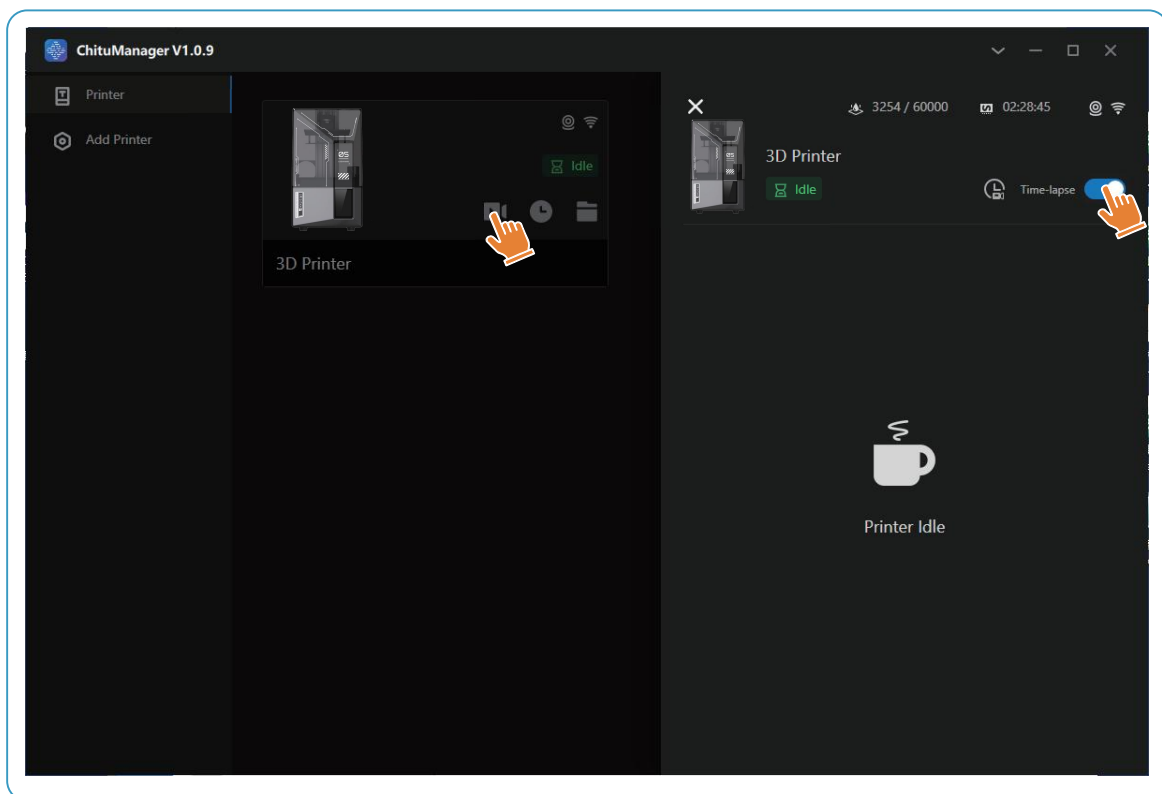 ChituManager V1.0.9
Printer
Add Printer
Idle
3D Printer
3254 / 60000 02:28:45
3D Printer
Idle
Time-lapse
Printer Idle